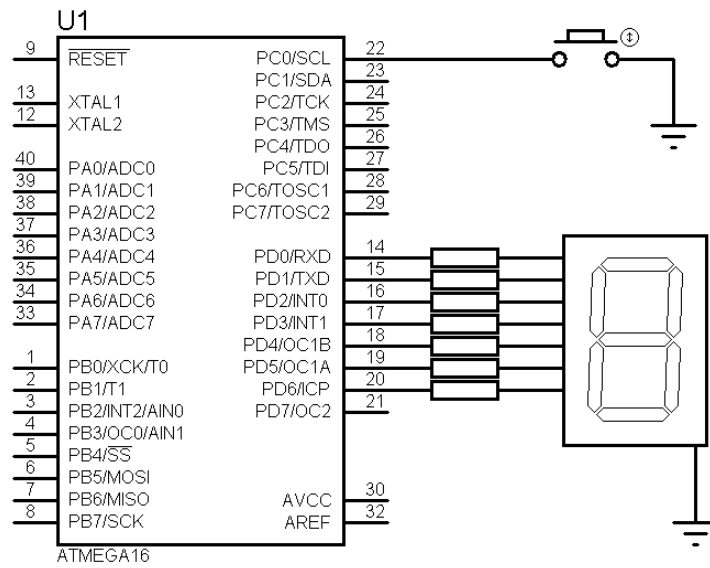 U1
9 RESET PC0/SCL 22
PC1/SDA 23
13 XTAL1 PC2/TCK 24
12 XTAL2 PC3/TMS 25
PC4/TDO 26
40 PA0/ADC0 PC5/TDI 27
39 PA1/ADC1 PC6/TOSC1 28
38 PA2/ADC2 PC7/TOSC2 29
37 PA3/ADC3
36 PA4/ADC4 PD0/RXD 14
35 PA5/ADC5 PD1/TXD 15
34 PA6/ADC6 PD2/INT0 16
33 PA7/ADC7 PD3/INT1 17
PD4/OC1B 18
1 PB0/XCK/T0 PD5/OC1A 19
2 PB1/T1 PD6/ICP 20
3 PB2/INT2/AIN0 PD7/OC2 21
4 PB3/OC0/AIN1
5 PB4/SS
6 PB5/MOSI
7 PB6/MISO AVCC 30
8 PB7/SCK AREF 32
ATMEGA16